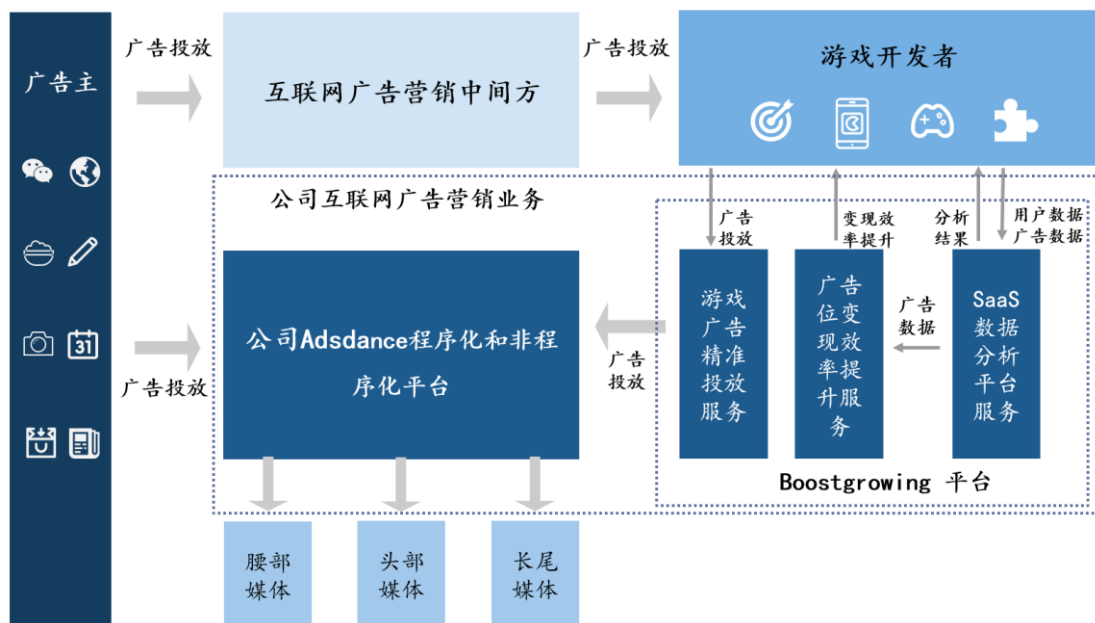 广告主
广告投放
互联网广告营销中间方
广告投放
游戏开发者
公司互联网广告营销业务
广告
投放
变现效
率提升
分析
结果
用户数据
广告数据
广告投放
公司Adsdance程序化和非程
序化平台
广告
投放
游戏
广告
精准
投放
服务
广告
位变
现效
率提
升服
务
广告
数据
SaaS
数据
分析
平台
服务
Boostgrowing 平台
腰部
媒体
头部
媒体
长尾
媒体
31